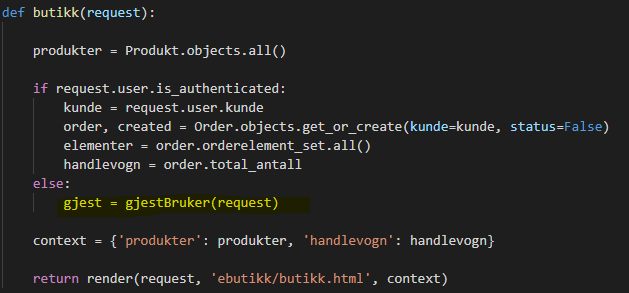 def butikk(request):
produkter = Produkt.objects.all()
if request.user.is_authenticated:
kunde = request.user.kunde
order, created = Order.objects.get_or_create(kunde=kunde, status=False)
elementer = order.orderelement_set.all()
handlevogn = order.total_antall
else:
gjest = gjestBruker(request)
context = {'produkter': produkter, 'handlevogn': handlevogn}
return render(request, 'ebutikk/butikk.html', context)